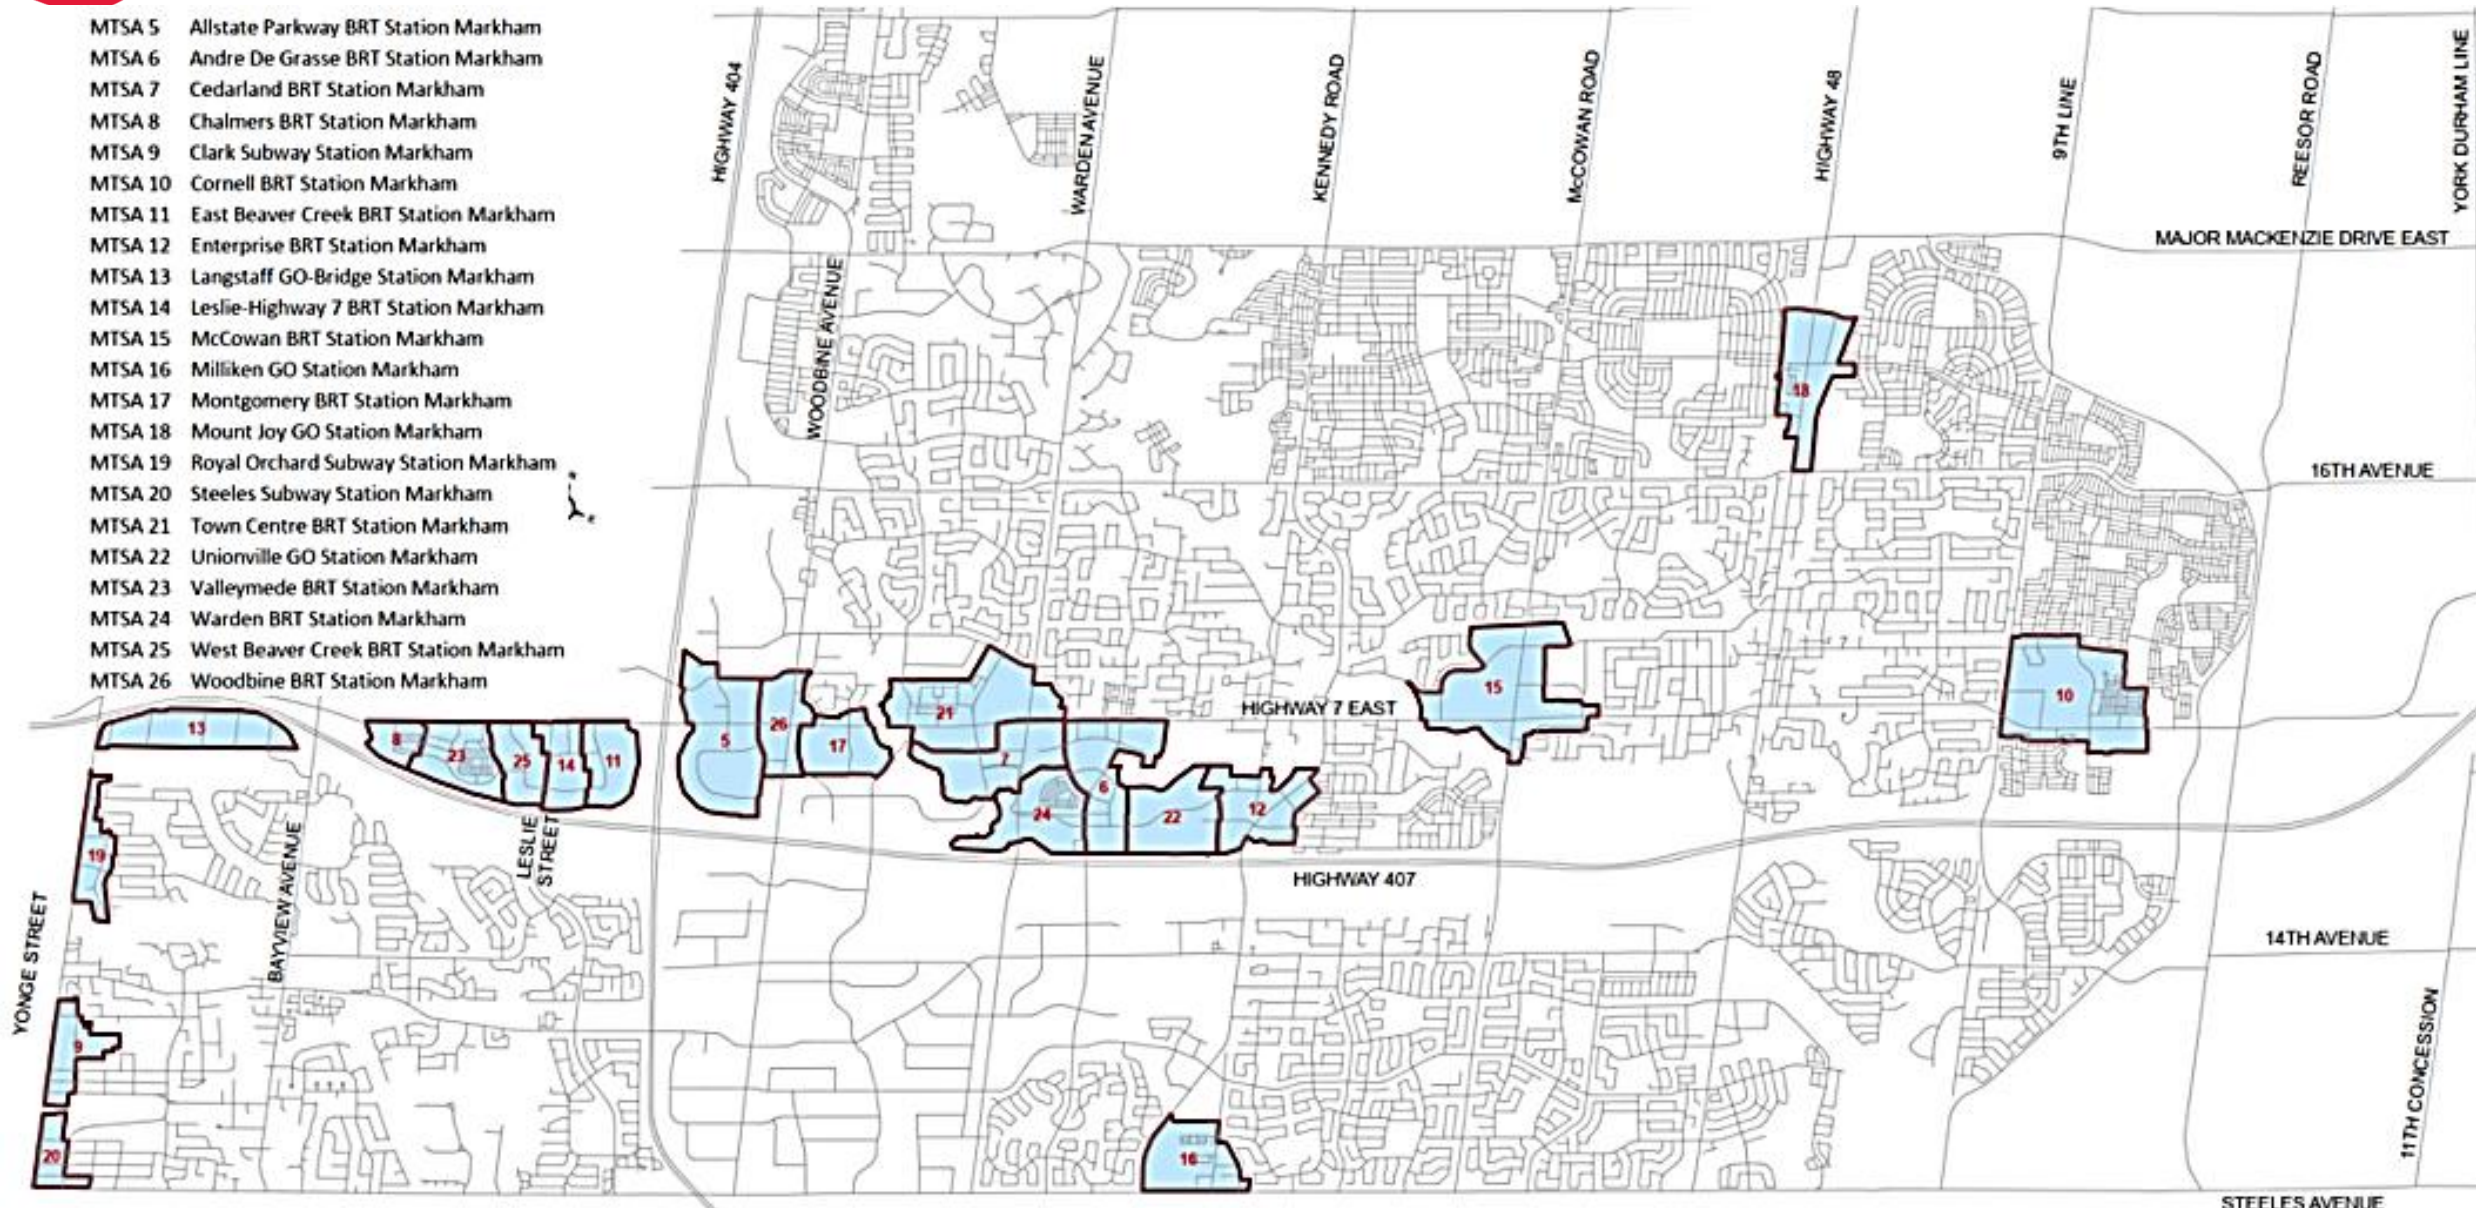 MTSA 5 Allstate Parkway BRT Station Markham
MTSA 6 Andre De Grasse BRT Station Markham
MTSA 7 Cedarland BRT Station Markham
MTSA 8 Chalmers BRT Station Markham
MTSA 9 Clark Subway Station Markham
MTSA 10 Cornell BRT Station Markham
MTSA 11 East Beaver Creek BRT Station Markham
MTSA 12 Enterprise BRT Station Markham
MTSA 13 Langstaff GO-Bridge Station Markham
MTSA 14 Leslie-Highway 7 BRT Station Markham
MTSA 15 McCowan BRT Station Markham
MTSA 16 Milliken GO Station Markham
MTSA 17 Montgomery BRT Station Markham
MTSA 18 Mount Joy GO Station Markham
MTSA 19 Royal Orchard Subway Station Markham
MTSA 20 Steeles Subway Station Markham
MTSA 21 Town Centre BRT Station Markham
MTSA 22 Unionville GO Station Markham
MTSA 23 Valleymede BRT Station Markham
MTSA 24 Warden BRT Station Markham
MTSA 25 West Beaver Creek BRT Station Markham
MTSA 26 Woodbine BRT Station Markham
HIGHWAY 404
WOODBINE AVENUE
WARDEN AVENUE
KENNEDY ROAD
McCOWAN ROAD
HIGHWAY 48
9TH LINE
REESOR ROAD
YORK DURHAM LINE
MAJOR MACKENZIE DRIVE EAST
18
16TH AVENUE
HIGHWAY 7 EAST
13
8
23
25
14
11
5
26
17
21
7
6
24
22
12
15
10
19
LESLIE
STREET
BAYVIEW AVENUE
YONGE STREET
HIGHWAY 407
14TH AVENUE
11TH CONCESSION
9
20
16
STEELES AVENUE